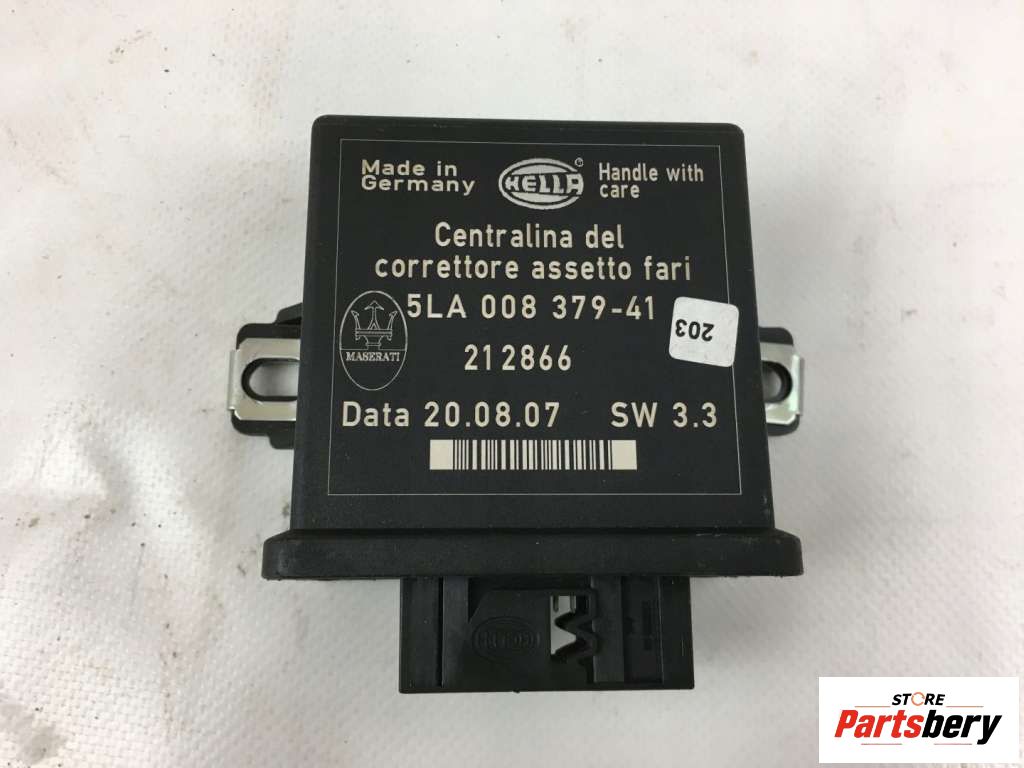 Made in
Germany
HELLA
Handle with
care
Centralina del
correttore assetto fari
5LA 008 379-41
203
MASERATI
212866
Data 20.08.07 SW 3.3
STORE
Partsbery